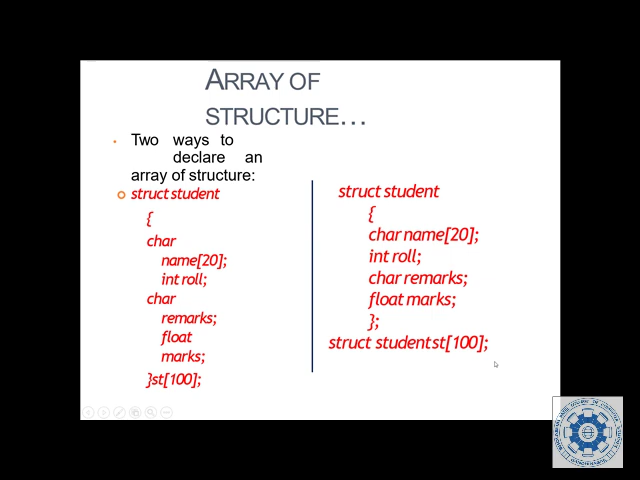 ARRAY OF
STRUCTURE...
Two ways to
declare an
array of structure:
struct student
{
char
name[20];
int roll;
char
remarks;
float
marks;
}st[100];
struct student
{
char name[20];
int roll;
char remarks;
float marks;
};
struct student st[100];